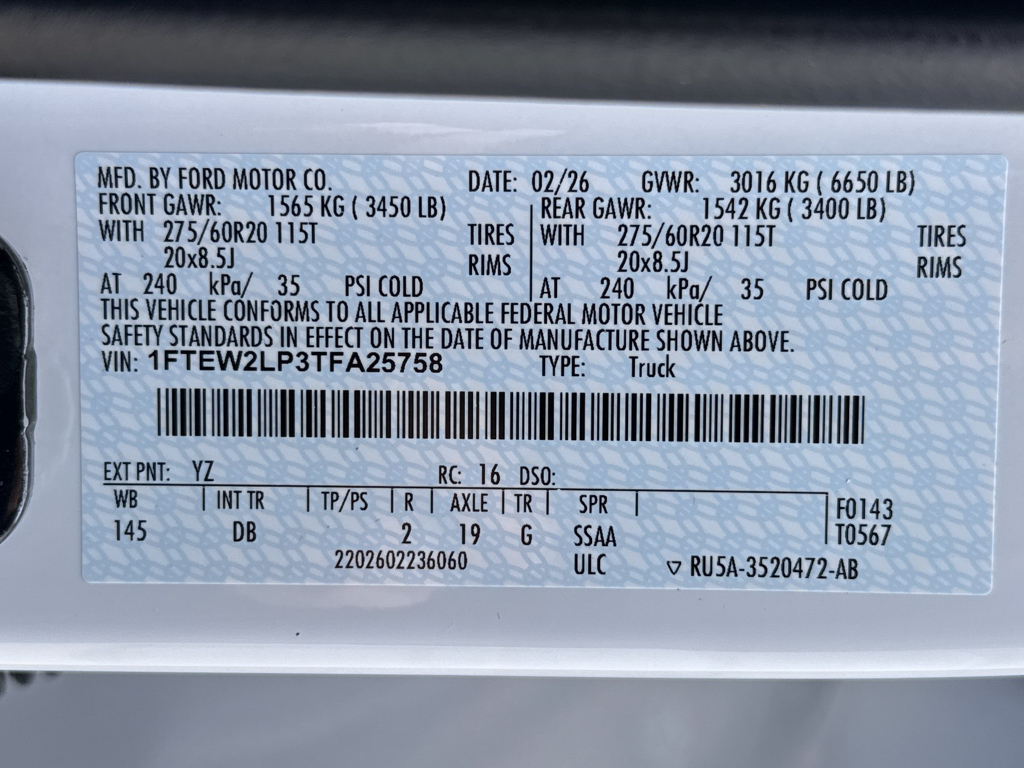 MFD. BY FORD MOTOR CO. DATE: 02/26 GVWR: 3016 KG ( 6650 LB)
FRONT GAWR: 1565 KG ( 3450 LB) REAR GAWR: 1542 KG ( 3400 LB)
WITH 275/60R20 115T TIRES WITH 275/60R20 115T TIRES
20x8.5J RIMS 20x8.5J RIMS
AT 240 kPa/ 35 PSI COLD AT 240 kPa/ 35 PSI COLD
THIS VEHICLE CONFORMS TO ALL APPLICABLE FEDERAL MOTOR VEHICLE
SAFETY STANDARDS IN EFFECT ON THE DATE OF MANUFACTURE SHOWN ABOVE.
VIN: 1FTEW2LP3TFA25758 TYPE: Truck
EXT PNT: YZ RC: 16 DSO:
WB INT TR TP/PS R AXLE TR SPR F0143
145 DB 2 19 G SSAA T0567
2202602236060 ULC ▽ RU5A-3520472-AB